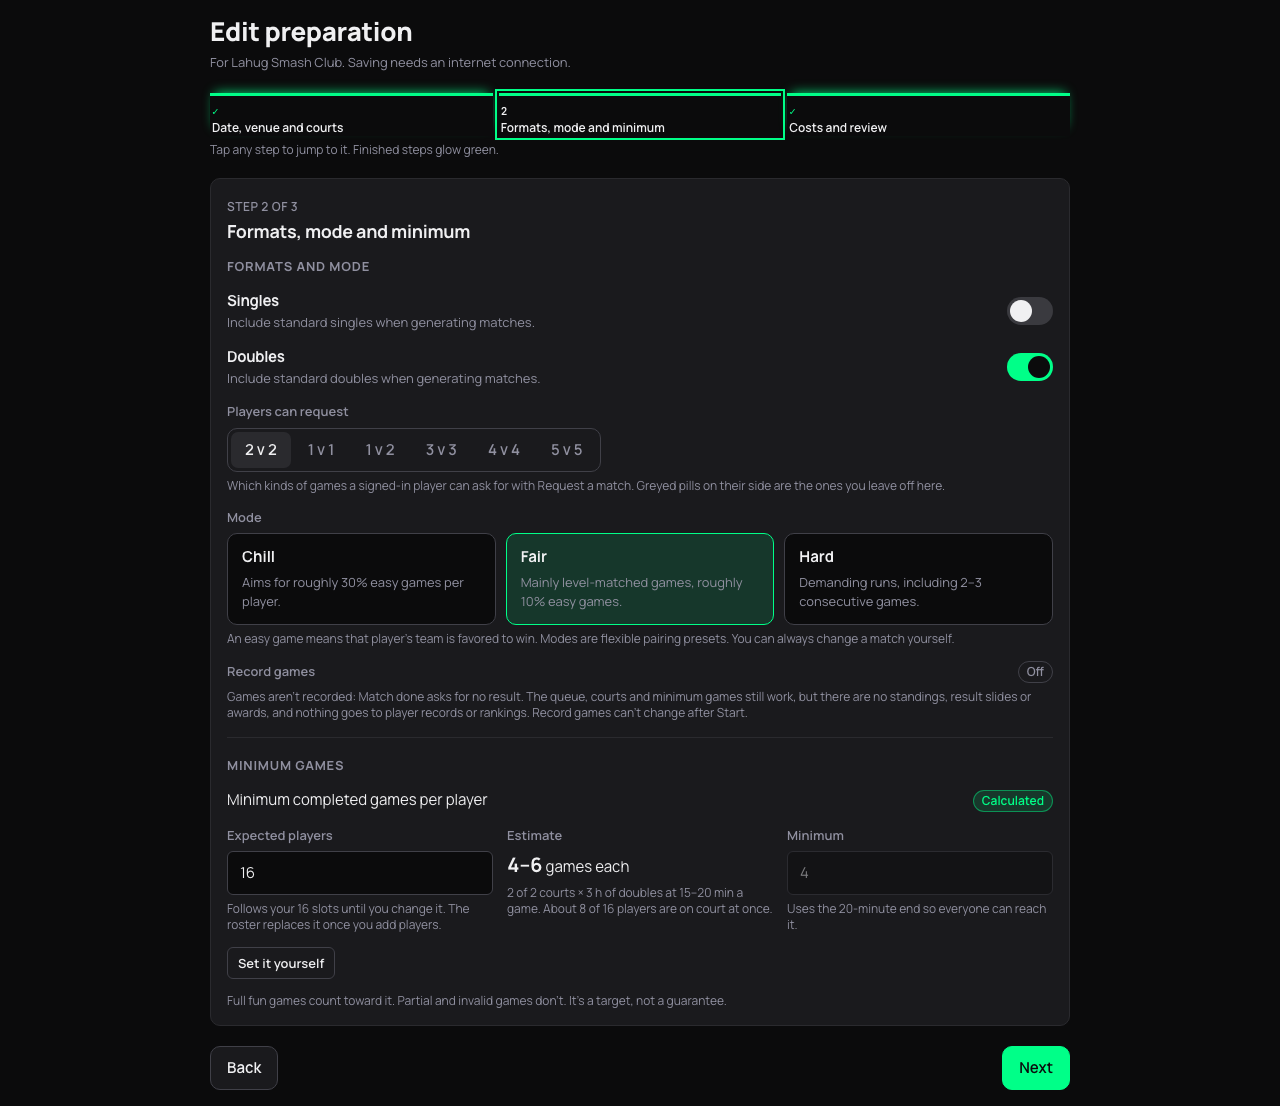 Edit preparation
For Lahug Smash Club. Saving needs an internet connection.
✓
Date, venue and courts
2
Formats, mode and minimum
✓
Costs and review
Tap any step to jump to it. Finished steps glow green.
STEP 2 OF 3
Formats, mode and minimum
FORMATS AND MODE
Singles
Include standard singles when generating matches.
Doubles
Include standard doubles when generating matches.
Players can request
2 v 2 1 v 1 1 v 2 3 v 3 4 v 4 5 v 5
Which kinds of games a signed-in player can ask for with Request a match. Greyed pills on their side are the ones you leave off here.
Mode
Chill
Aims for roughly 30% easy games per
player.
Fair
Mainly level-matched games, roughly
10% easy games.
Hard
Demanding runs, including 2–3
consecutive games.
An easy game means that player's team is favored to win. Modes are flexible pairing presets. You can always change a match yourself.
Record games
Off
Games aren't recorded: Match done asks for no result. The queue, courts and minimum games still work, but there are no standings, result slides or
awards, and nothing goes to player records or rankings. Record games can't change after Start.
MINIMUM GAMES
Minimum completed games per player
Calculated
Expected players
16
Follows your 16 slots until you change it. The
roster replaces it once you add players.
Estimate
4–6 games each
2 of 2 courts × 3 h of doubles at 15–20 min a
game. About 8 of 16 players are on court at once.
Minimum
4
Uses the 20-minute end so everyone can reach
it.
Set it yourself
Full fun games count toward it. Partial and invalid games don't. It's a target, not a guarantee.
Back
Next